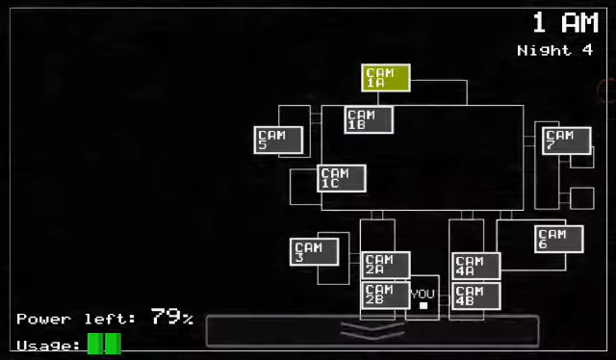 1 AM
Night 4
CAM
1A
CAM
1B
CAM
5
CAM
7
CAM
1C
CAM
3
CAM
6
CAM
2A
CAM
4A
CAM
2B
YOU
CAM
4B
Power left: 79%
Usage: